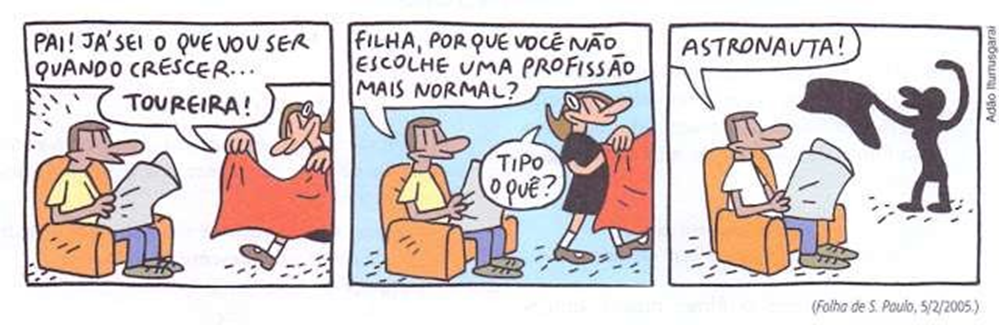 PAI! JÁ SEI O QUE VOU SER
QUANDO CRESCER...
TOUREIRA!
FILHA, POR QUE VOCÊ NÃO
ESCOLHE UMA PROFISSÃO
MAIS NORMAL?
TIPO
O QUÊ?
ASTRONAUTA!
Adão Iturrusgarai
(Folha de S. Paulo, 5/2/2005.)